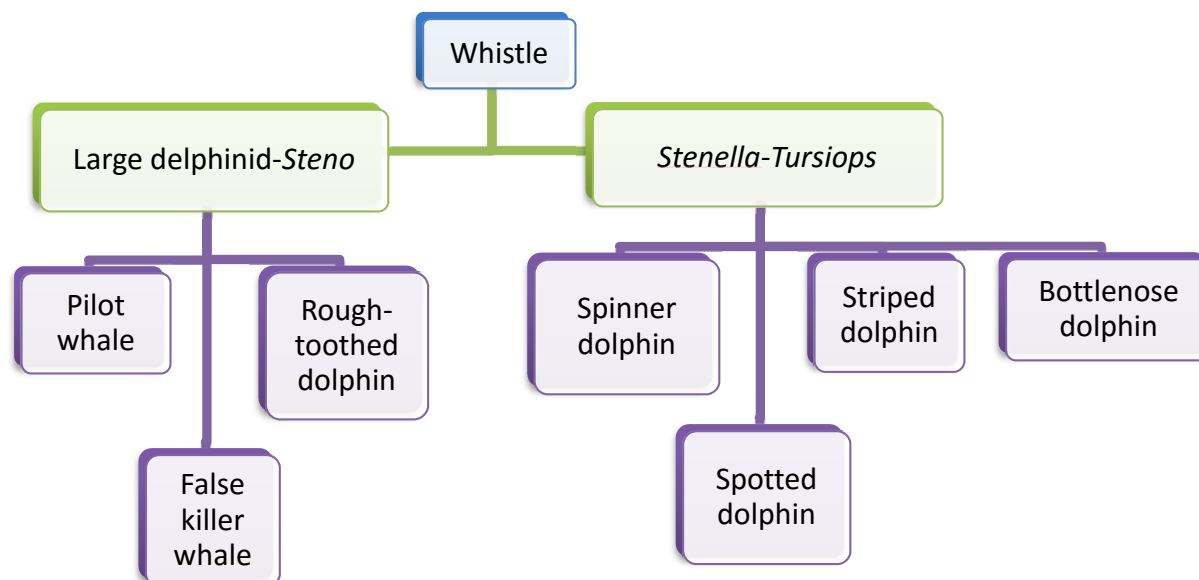 Whistle
Large delphinid-Steno
Stenella-Tursiops
Pilot
whale
Rough-
toothed
dolphin
False
killer
whale
Spinner
dolphin
Spotted
dolphin
Striped
dolphin
Bottlenose
dolphin